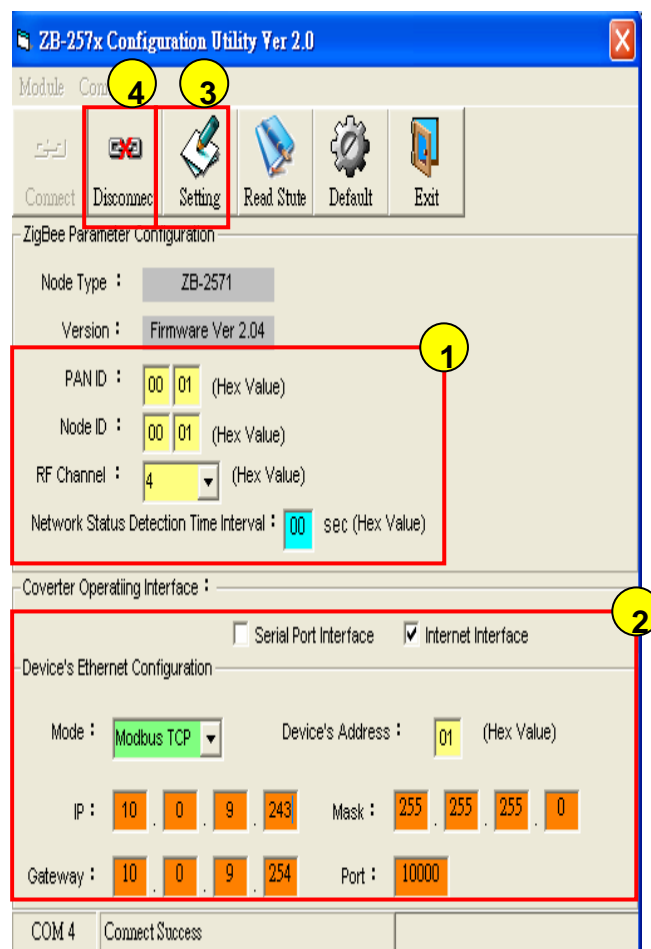 ZB-257x Configuration Utility Ver 2.0
Module Con
4 3
Connect Disconnec Setting Read Stute Default Exit
ZigBee Parameter Configuration
Node Type : ZB-2571
Version : Firmware Ver 2.04
1
PAN ID : 00 01 (Hex Value)
Node ID : 00 01 (Hex Value)
RF Channel : 4 (Hex Value)
Network Status Detection Time Interval : 00 sec (Hex Value)
Coverter Operatiing Interface :
2
Serial Port Interface Internet Interface
Device's Ethernet Configuration
Mode : Modbus TCP Device's Address : 01 (Hex Value)
IP : 10 . 0 . 9 . 243 Mask : 255 . 255 . 255 . 0
Gateway : 10 . 0 . 9 . 254 Port : 10000
COM 4 Connect Success